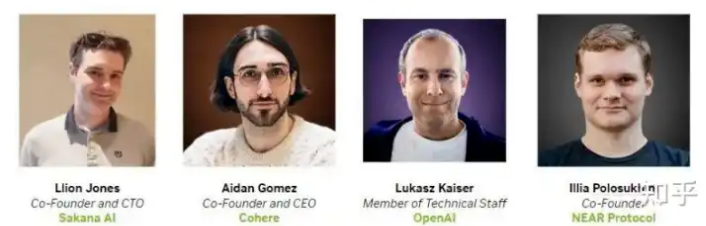 Llion Jones
Co-Founder and CTO
Sakana AI
Aidan Gomez
Co-Founder and CEO
Cohere
Lukasz Kaiser
Member of Technical Staff
OpenAI
Illia Polosukhin
Co-Founder
NEAR Protocol
知乎